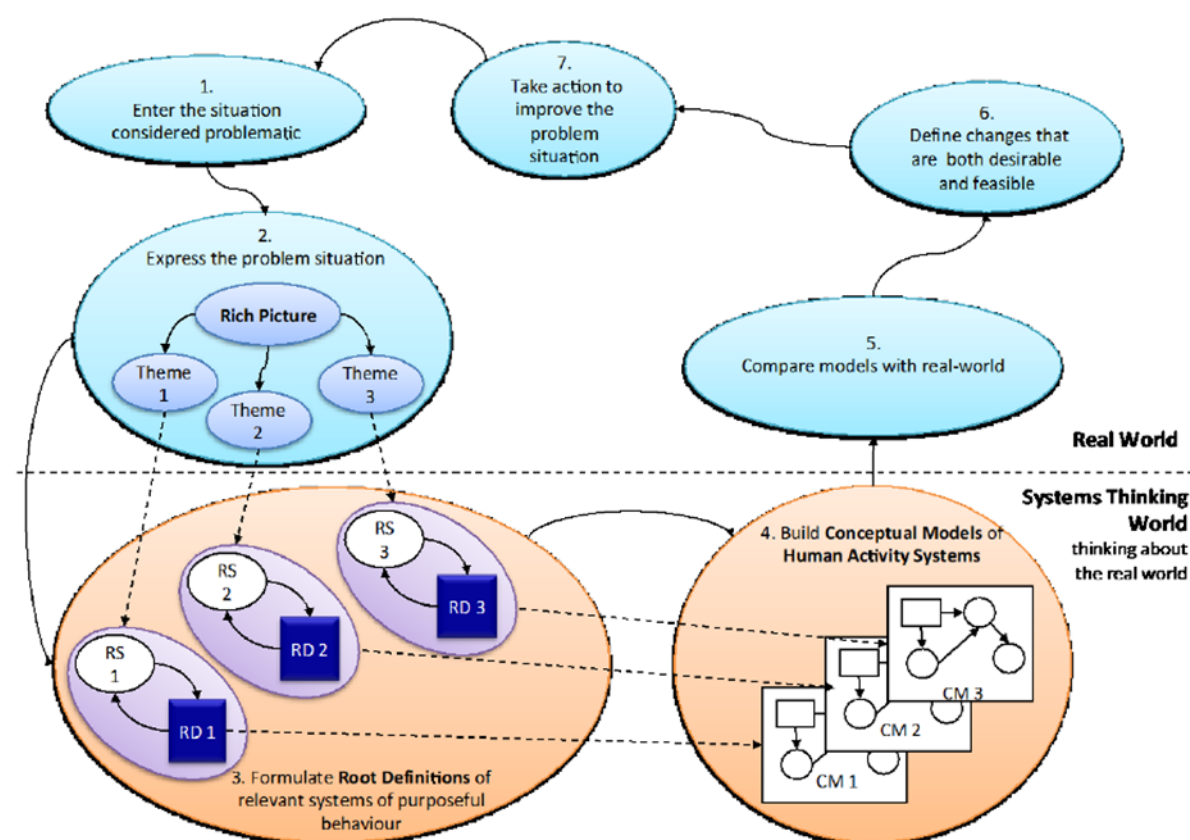 1.
Enter the situation
considered problematic
7.
Take action to
improve the
problem
situation
6.
Define changes that
are both desirable
and feasible
2.
Express the problem situation
Rich Picture
Theme
1
Theme
2
Theme
3
5.
Compare models with real-world
Real World
Systems Thinking
World
thinking about
the real world
RS
3
RD 3
RS
2
RD 2
RS
1
RD 1
3. Formulate Root Definitions of
relevant systems of purposeful
behaviour
4. Build Conceptual Models of
Human Activity Systems
CM 3
CM 2
CM 1